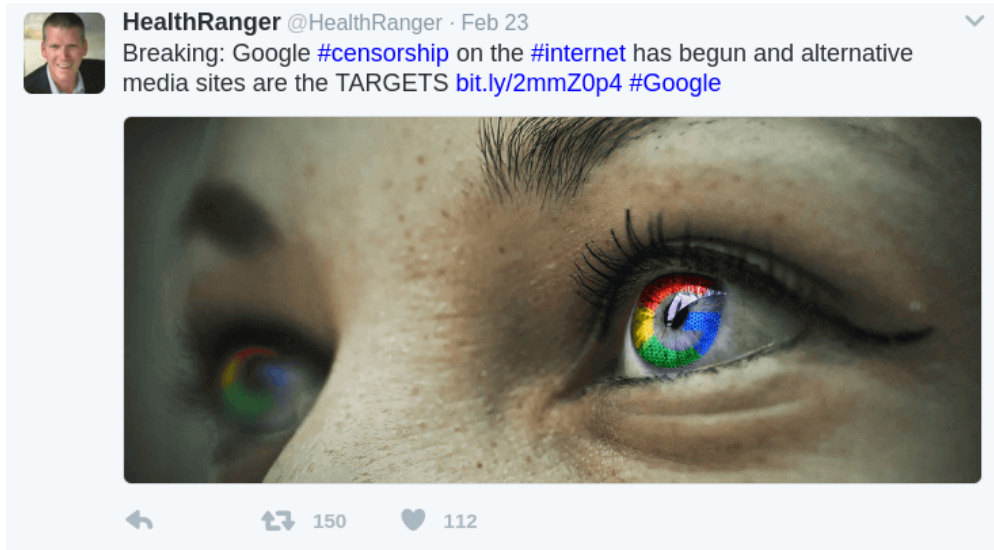 HealthRanger @HealthRanger · Feb 23
Breaking: Google #censorship on the #internet has begun and alternative
media sites are the TARGETS bit.ly/2mmZ0p4 #Google
150 112